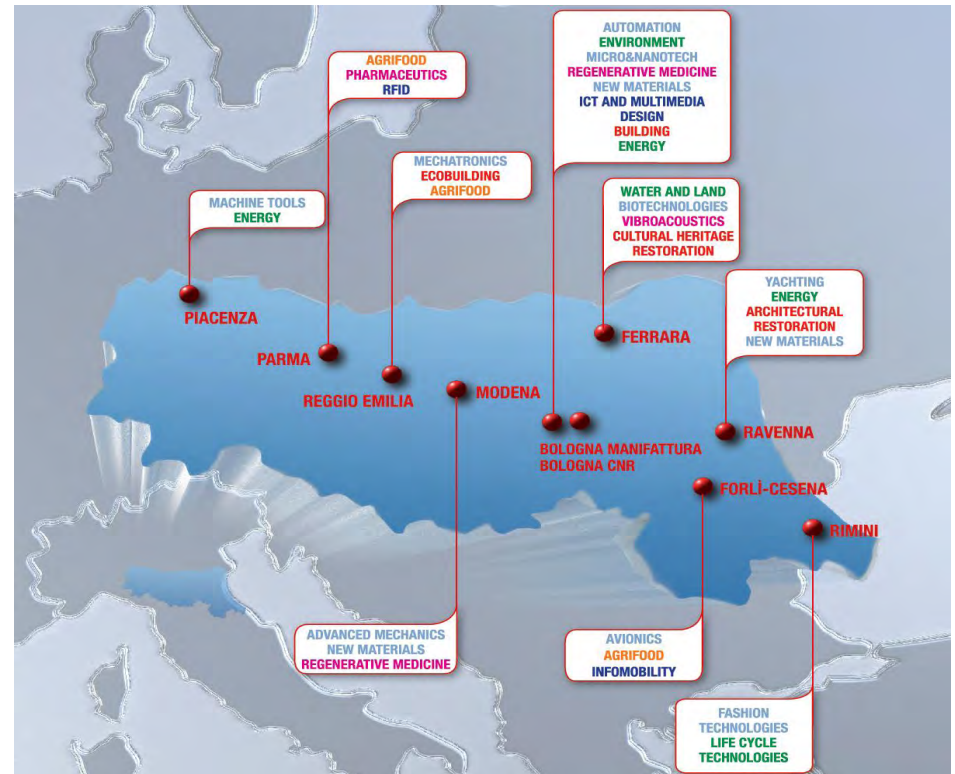 AUTOMATION
ENVIRONMENT
MICRO&NANOTECH
REGENERATIVE MEDICINE
NEW MATERIALS
ICT AND MULTIMEDIA
DESIGN
BUILDING
ENERGY
AGRIFOOD
PHARMACEUTICS
RFID
MECHATRONICS
ECOBUILDING
AGRIFOOD
MACHINE TOOLS
ENERGY
WATER AND LAND
BIOTECHNOLOGIES
VIBROACOUSTICS
CULTURAL HERITAGE
RESTORATION
YACHTING
ENERGY
ARCHITECTURAL
RESTORATION
NEW MATERIALS
PIACENZA
PARMA
REGGIO EMILIA
MODENA
FERRARA
BOLOGNA MANIFATTURA
BOLOGNA CNR
RAVENNA
FORLÌ-CESENA
RIMINI
ADVANCED MECHANICS
NEW MATERIALS
REGENERATIVE MEDICINE
AVIONICS
AGRIFOOD
INFOMOBILITY
FASHION
TECHNOLOGIES
LIFE CYCLE
TECHNOLOGIES